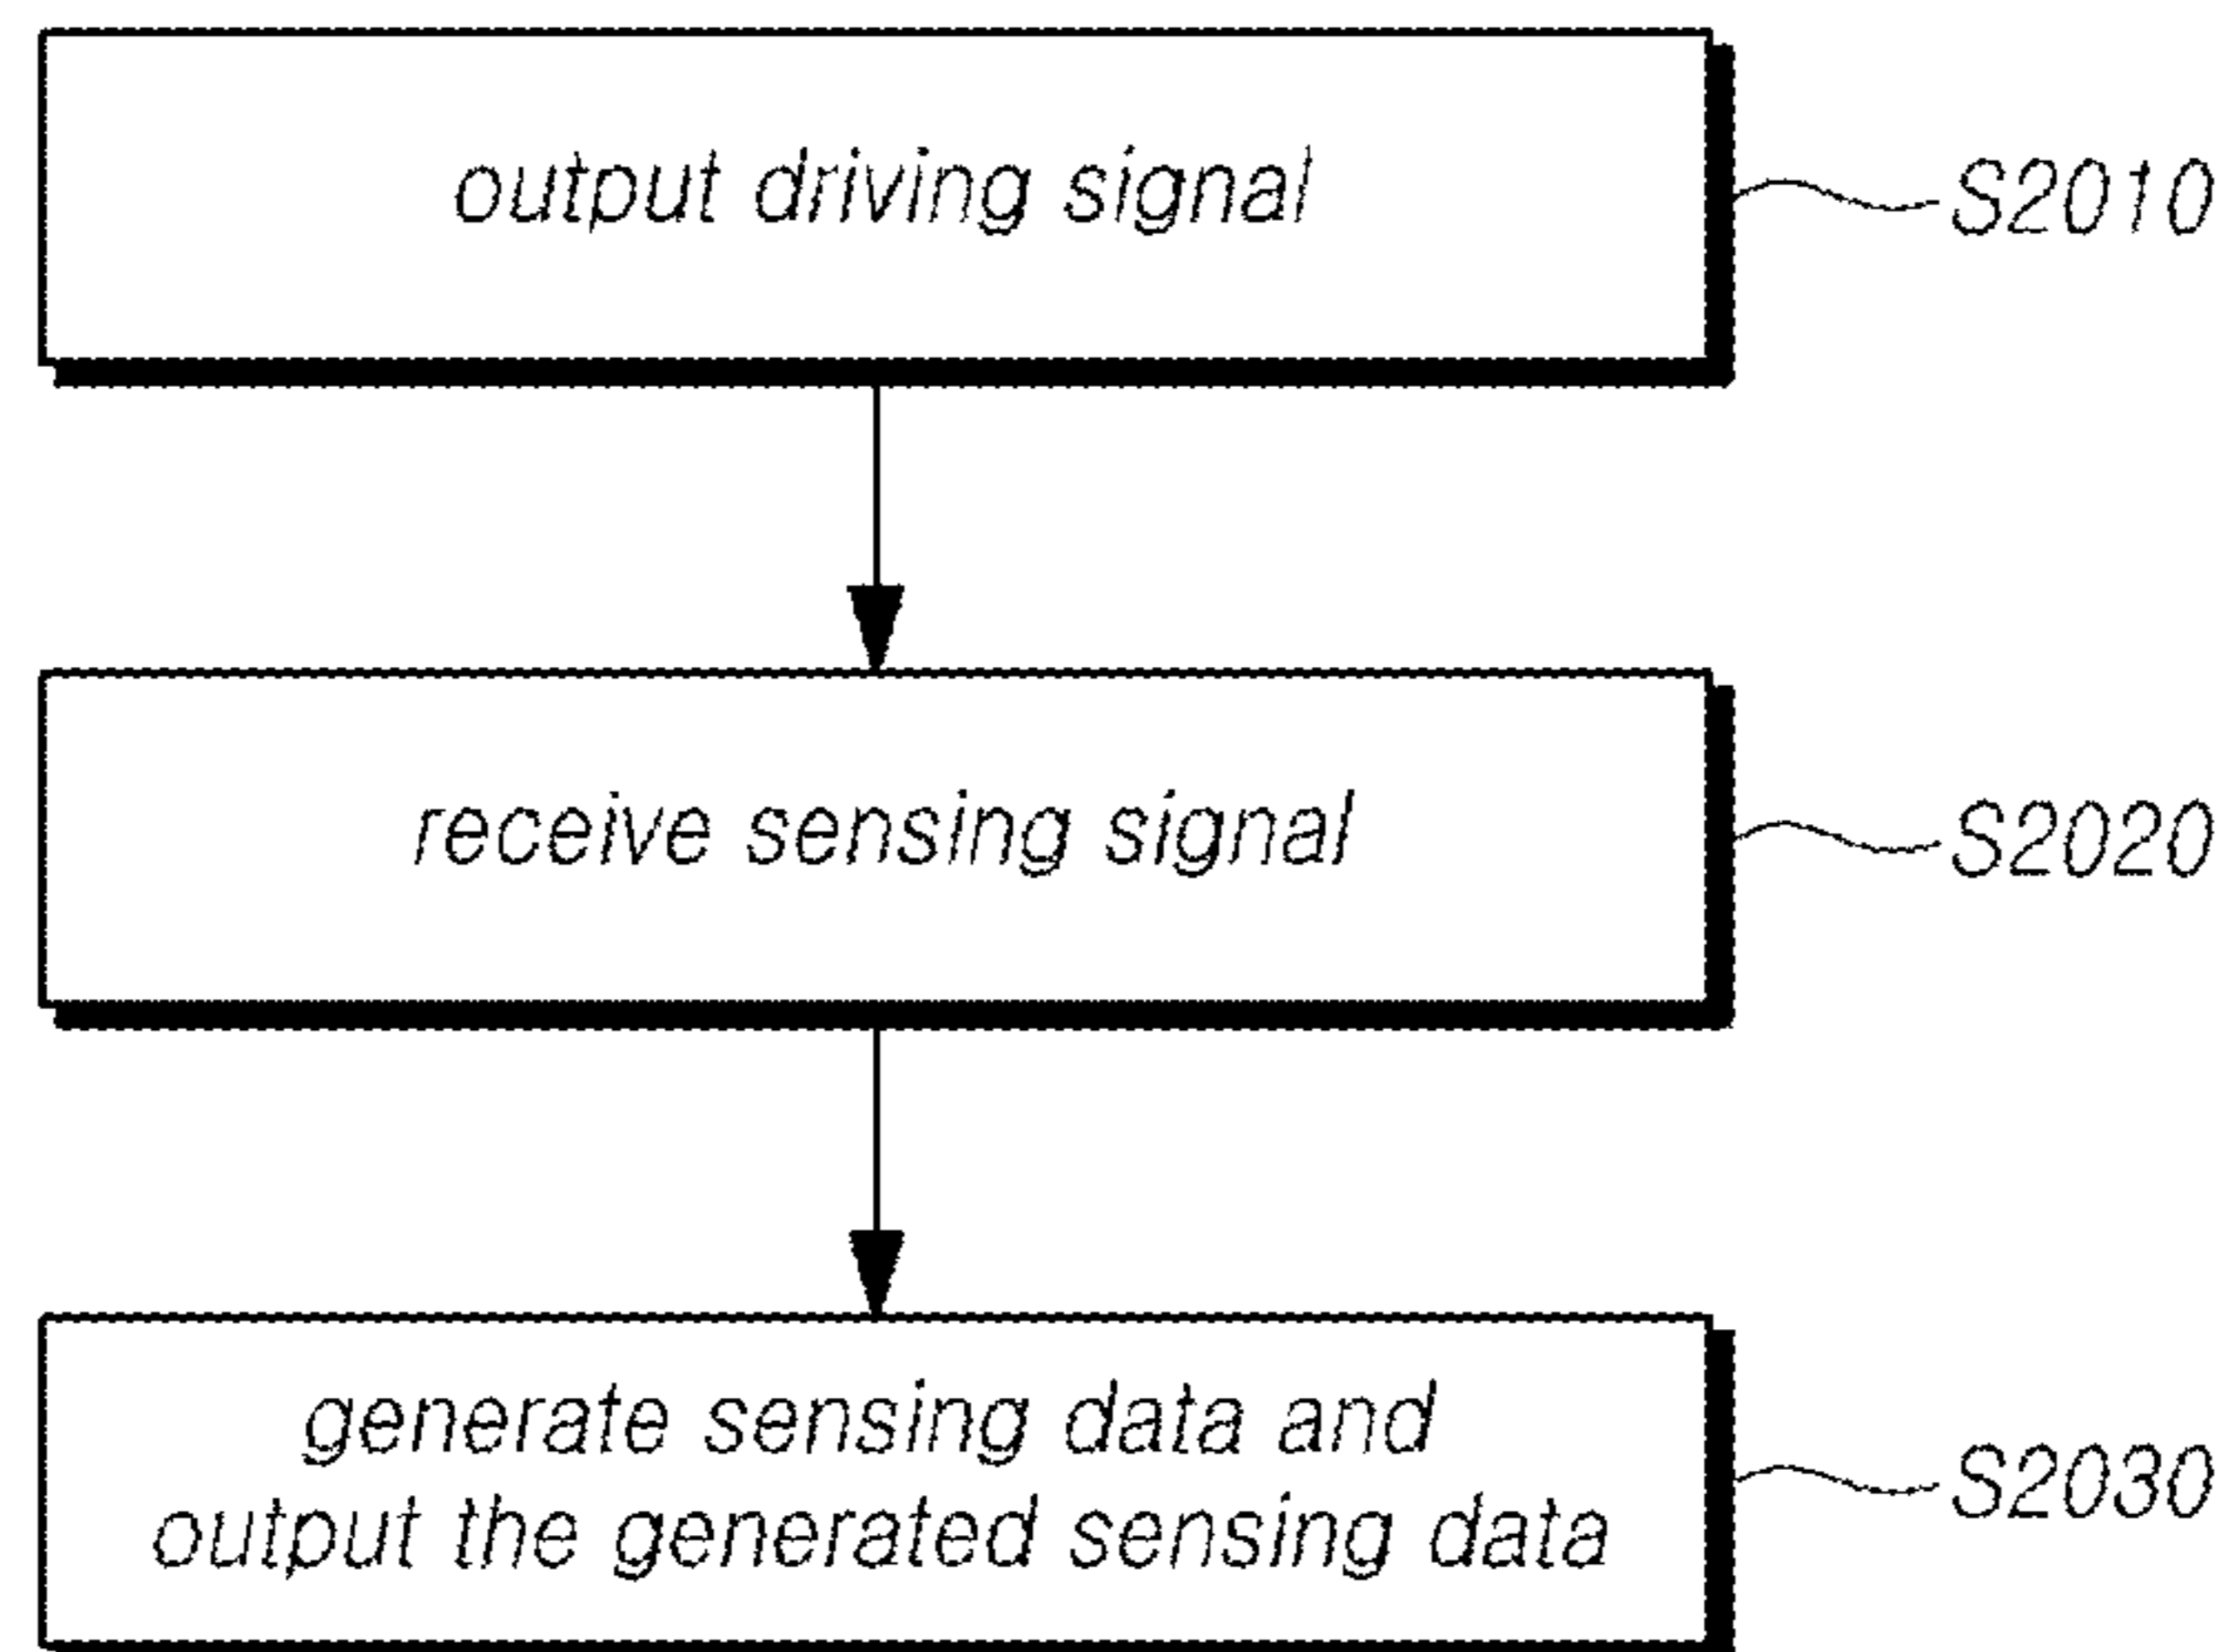 output driving signal
S2010
receive sensing signal
S2020
generate sensing data and
output the generated sensing data
S2030